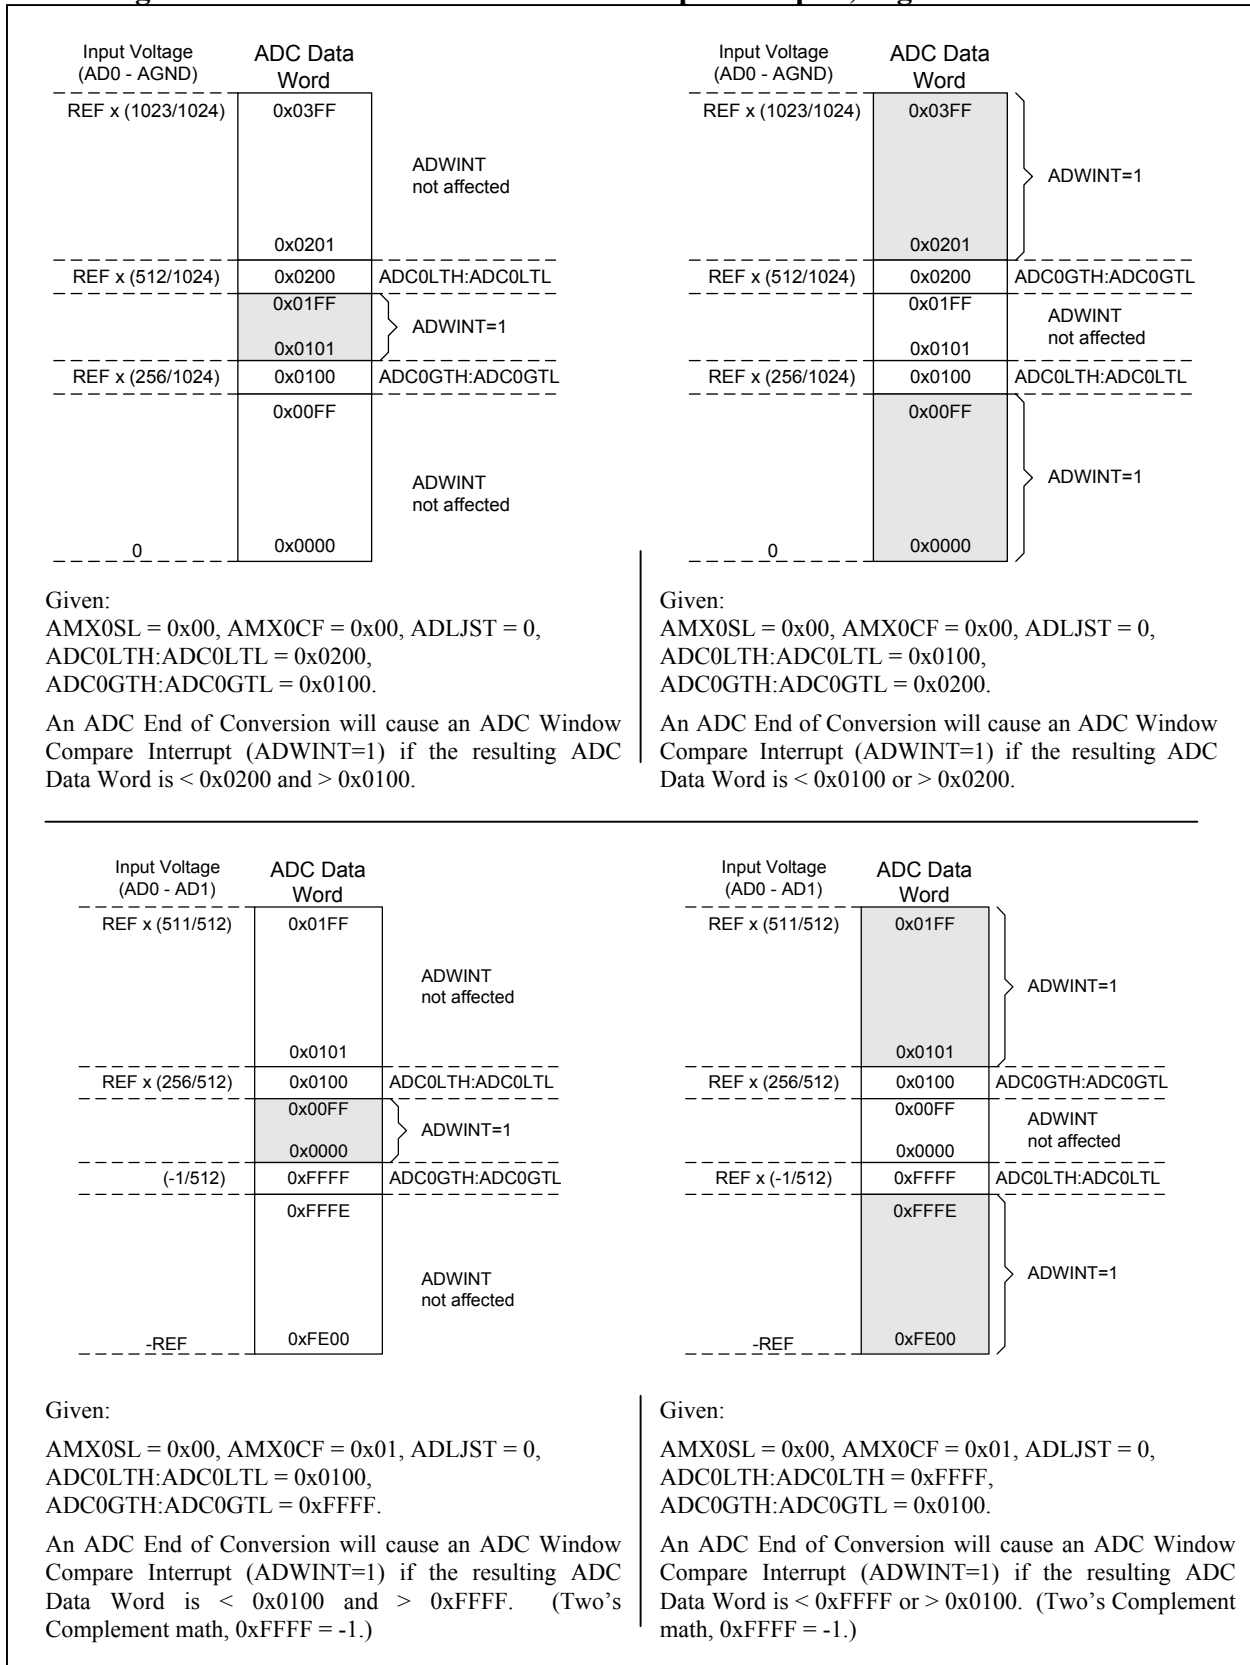 Input Voltage
(AD0 - AGND)
ADC Data
Word
REF x (1023/1024)
0x03FF
ADWINT
not affected
0x0201
REF x (512/1024)
0x0200
ADC0LTH:ADC0LTL
0x01FF
ADWINT=1
0x0101
REF x (256/1024)
0x0100
ADC0GTH:ADC0GTL
0x00FF
ADWINT
not affected
0
0x0000
Given:
AMX0SL = 0x00, AMX0CF = 0x00, ADLJST = 0,
ADC0LTH:ADC0LTL = 0x0200,
ADC0GTH:ADC0GTL = 0x0100.
An ADC End of Conversion will cause an ADC Window
Compare Interrupt (ADWINT=1) if the resulting ADC
Data Word is < 0x0200 and > 0x0100.
Input Voltage
(AD0 - AGND)
ADC Data
Word
REF x (1023/1024)
0x03FF
ADWINT=1
0x0201
REF x (512/1024)
0x0200
ADC0GTH:ADC0GTL
0x01FF
ADWINT
not affected
0x0101
REF x (256/1024)
0x0100
ADC0LTH:ADC0LTL
0x00FF
ADWINT=1
0
0x0000
Given:
AMX0SL = 0x00, AMX0CF = 0x00, ADLJST = 0,
ADC0LTH:ADC0LTL = 0x0100,
ADC0GTH:ADC0GTL = 0x0200.
An ADC End of Conversion will cause an ADC Window
Compare Interrupt (ADWINT=1) if the resulting ADC
Data Word is < 0x0100 or > 0x0200.
Input Voltage
(AD0 - AD1)
ADC Data
Word
REF x (511/512)
0x01FF
ADWINT
not affected
0x0101
REF x (256/512)
0x0100
ADC0LTH:ADC0LTL
0x00FF
ADWINT=1
0x0000
(-1/512)
0xFFFF
ADC0GTH:ADC0GTL
0xFFFE
ADWINT
not affected
-REF
0xFE00
Given:
AMX0SL = 0x00, AMX0CF = 0x01, ADLJST = 0,
ADC0LTH:ADC0LTL = 0x0100,
ADC0GTH:ADC0GTL = 0xFFFF.
An ADC End of Conversion will cause an ADC Window
Compare Interrupt (ADWINT=1) if the resulting ADC
Data Word is < 0x0100 and > 0xFFFF. (Two's
Complement math, 0xFFFF = -1.)
Input Voltage
(AD0 - AD1)
ADC Data
Word
REF x (511/512)
0x01FF
ADWINT=1
0x0101
REF x (256/512)
0x0100
ADC0GTH:ADC0GTL
0x00FF
ADWINT
not affected
0x0000
REF x (-1/512)
0xFFFF
ADC0LTH:ADC0LTL
0xFFFE
ADWINT=1
-REF
0xFE00
Given:
AMX0SL = 0x00, AMX0CF = 0x01, ADLJST = 0,
ADC0LTH:ADC0LTH = 0xFFFF,
ADC0GTH:ADC0GTL = 0x0100.
An ADC End of Conversion will cause an ADC Window
Compare Interrupt (ADWINT=1) if the resulting ADC
Data Word is < 0xFFFF or > 0x0100. (Two's Complement
math, 0xFFFF = -1.)